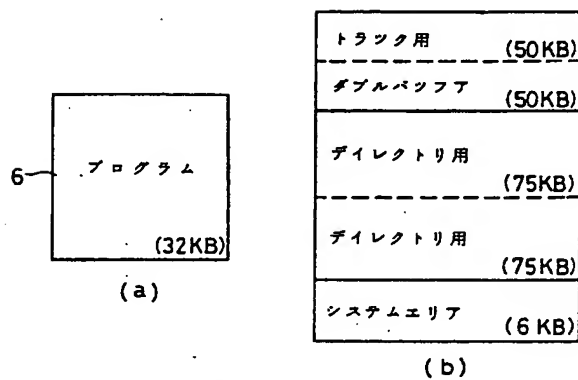 6
プログラム
(32KB)
(a)
トラック用
(50KB)
ダブルバッファ
(50KB)
ディレクトリ用
(75KB)
ディレクトリ用
(75KB)
システムエリア
(6KB)
(b)